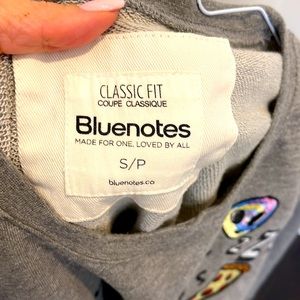 CLASSIC FIT
COUPE CLASSIQUE
Bluenotes
MADE FOR ONE, LOVED BY ALL
S/P
bluenotes.co